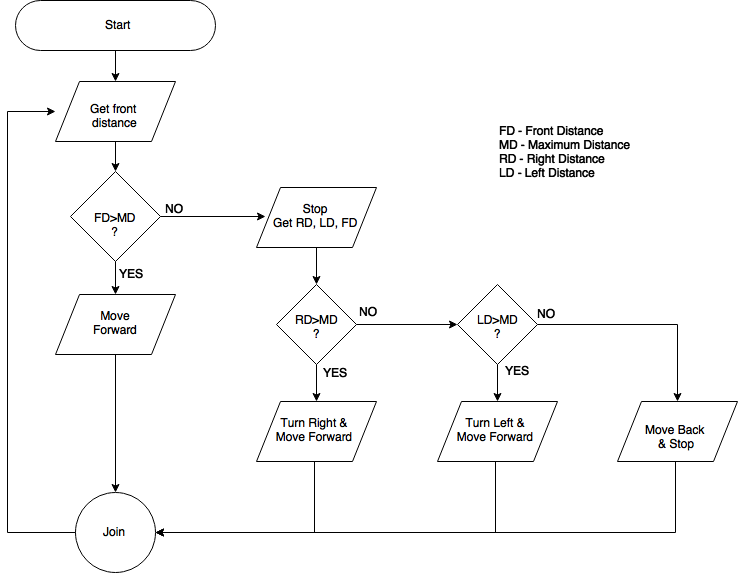 Start
Get front
distance
FD - Front Distance
MD - Maximum Distance
RD - Right Distance
LD - Left Distance
FD>MD
?
NO
Stop
Get RD, LD, FD
YES
Move
Forward
RD>MD
?
NO
LD>MD
?
NO
YES
YES
Turn Right &
Move Forward
Turn Left &
Move Forward
Move Back
& Stop
Join